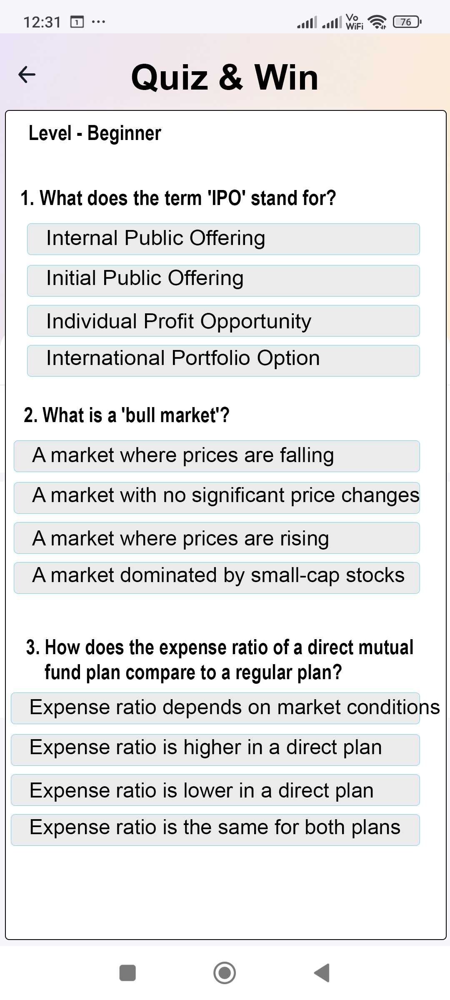 12:31 1 ... Vo WiFi 76
Quiz & Win
Level - Beginner
1. What does the term 'IPO' stand for?
Internal Public Offering
Initial Public Offering
Individual Profit Opportunity
International Portfolio Option
2. What is a 'bull market'?
A market where prices are falling
A market with no significant price changes
A market where prices are rising
A market dominated by small-cap stocks
3. How does the expense ratio of a direct mutual
fund plan compare to a regular plan?
Expense ratio depends on market conditions
Expense ratio is higher in a direct plan
Expense ratio is lower in a direct plan
Expense ratio is the same for both plans